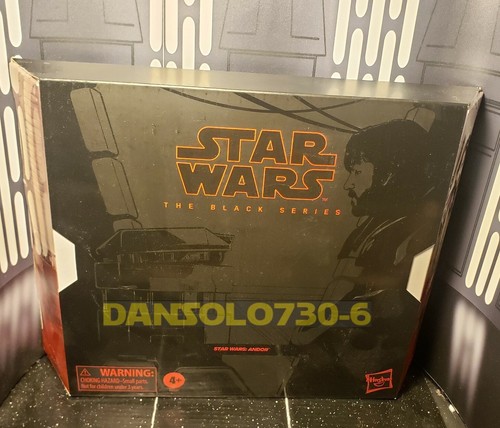 STAR
WARS
THE BLACK SERIES
DANSOLO730-6
STAR WARS: ANDOR
WARNING:
CHOKING HAZARD-Small parts.
Not for children under 3 years.
4+
Hasbro